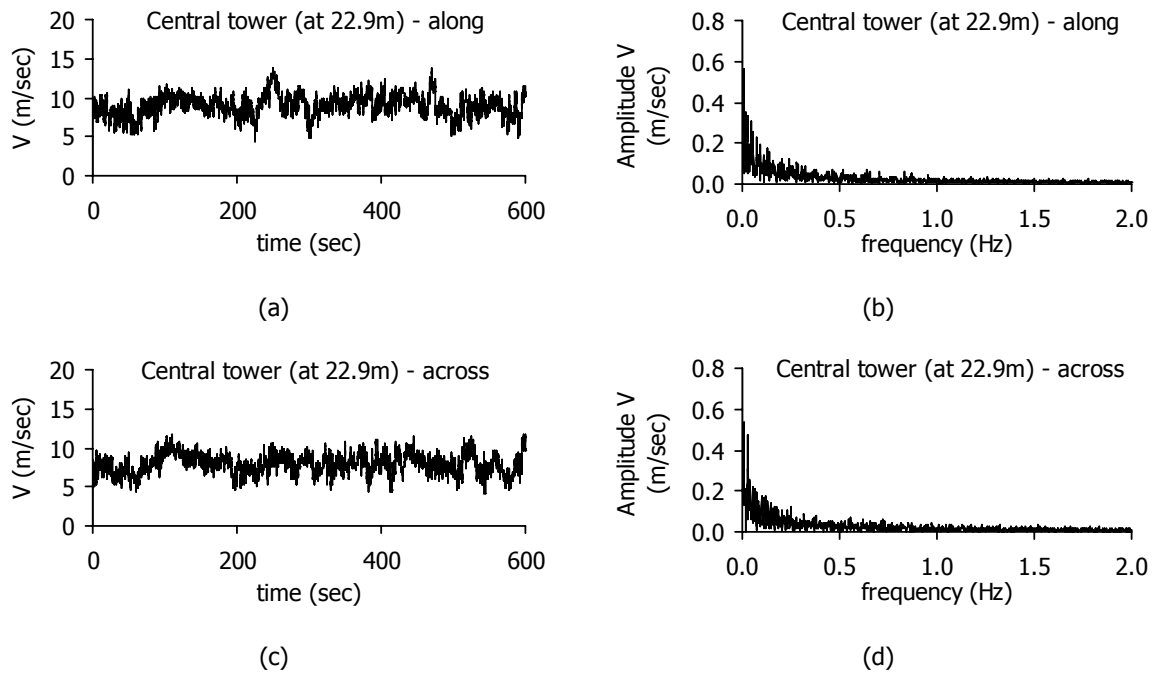 Central tower (at 22.9m) - along
V (m/sec)
20
15
10
5
0
0 200 400 600
time (sec)
(a)
Central tower (at 22.9m) - along
Amplitude V
(m/sec)
0.8
0.6
0.4
0.2
0.0
0.0 0.5 1.0 1.5 2.0
frequency (Hz)
(b)
Central tower (at 22.9m) - across
V (m/sec)
20
15
10
5
0
0 200 400 600
time (sec)
(c)
Central tower (at 22.9m) - across
Amplitude V
(m/sec)
0.8
0.6
0.4
0.2
0.0
0.0 0.5 1.0 1.5 2.0
frequency (Hz)
(d)